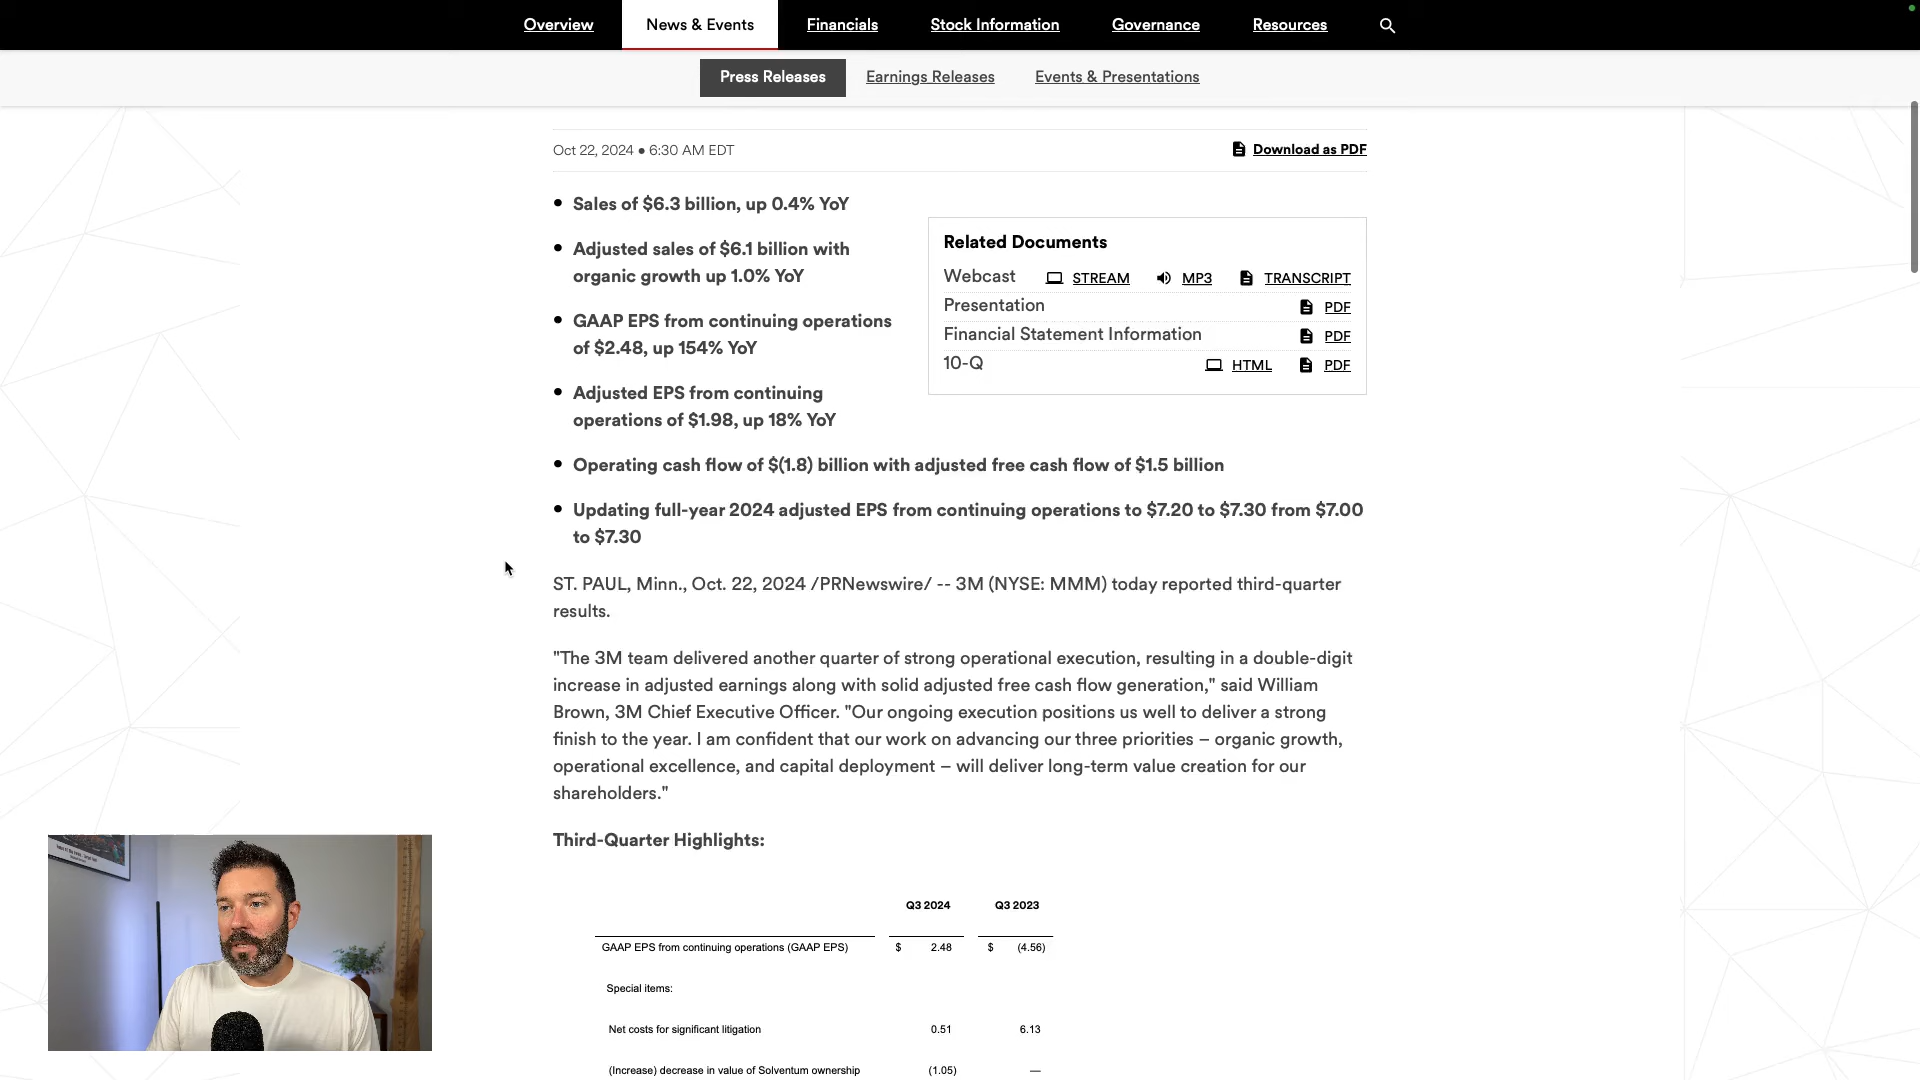 Overview
News & Events
Financials
Stock Information
Governance
Resources
Press Releases
Earnings Releases
Events & Presentations
Oct 22, 2024 • 6:30 AM EDT
Download as PDF
• Sales of $6.3 billion, up 0.4% YoY
• Adjusted sales of $6.1 billion with
organic growth up 1.0% YoY
• GAAP EPS from continuing operations
of $2.48, up 154% YoY
• Adjusted EPS from continuing
operations of $1.98, up 18% YoY
Related Documents
Webcast STREAM MP3 TRANSCRIPT
Presentation PDF
Financial Statement Information PDF
10-Q HTML PDF
• Operating cash flow of $(1.8) billion with adjusted free cash flow of $1.5 billion
• Updating full-year 2024 adjusted EPS from continuing operations to $7.20 to $7.30 from $7.00
to $7.30
ST. PAUL, Minn., Oct. 22, 2024 /PRNewswire/ -- 3M (NYSE: MMM) today reported third-quarter
results.
"The 3M team delivered another quarter of strong operational execution, resulting in a double-digit
increase in adjusted earnings along with solid adjusted free cash flow generation," said William
Brown, 3M Chief Executive Officer. "Our ongoing execution positions us well to deliver a strong
finish to the year. I am confident that our work on advancing our three priorities – organic growth,
operational excellence, and capital deployment – will deliver long-term value creation for our
shareholders."
Third-Quarter Highlights:
Q3 2024 Q3 2023
GAAP EPS from continuing operations (GAAP EPS) $ 2.48 $ (4.56)
Special items:
Net costs for significant litigation 0.51 6.13
(Increase) decrease in value of Solventum ownership (1.05) —